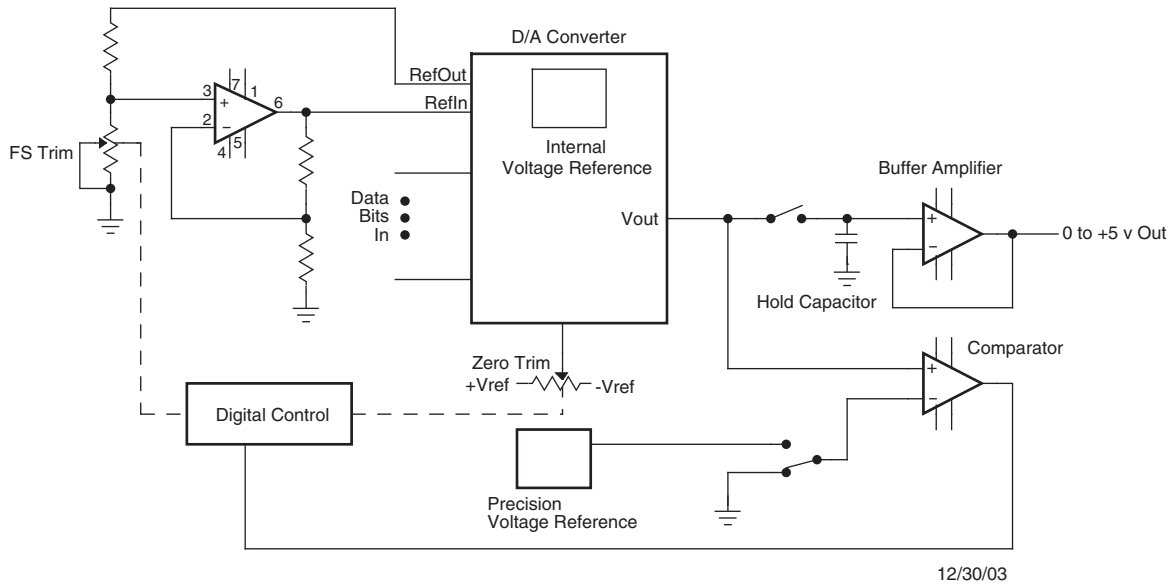 D/A Converter
RefOut
RefIn
3
+
7
1
6
2
−
4
5
FS Trim
Internal
Voltage Reference
Data
Bits
In
Vout
Buffer Amplifier
+
−
0 to +5 v Out
Hold Capacitor
Zero Trim
+Vref
-Vref
Comparator
+
−
Digital Control
Precision
Voltage Reference
12/30/03